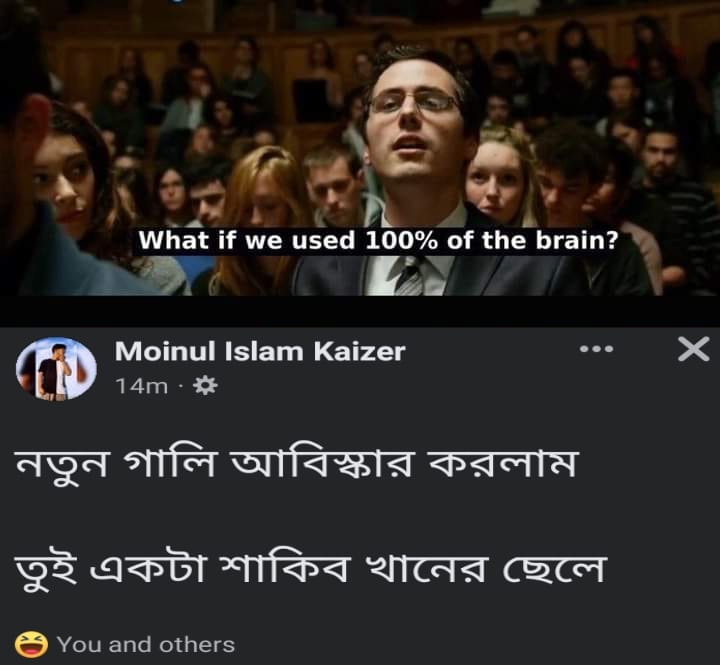 What if we used 100% of the brain?
Moinul Islam Kaizer
14m ·
নতুন গালি আবিস্কার করলাম
তুই একটা শাকিব খানের ছেলে
You and others